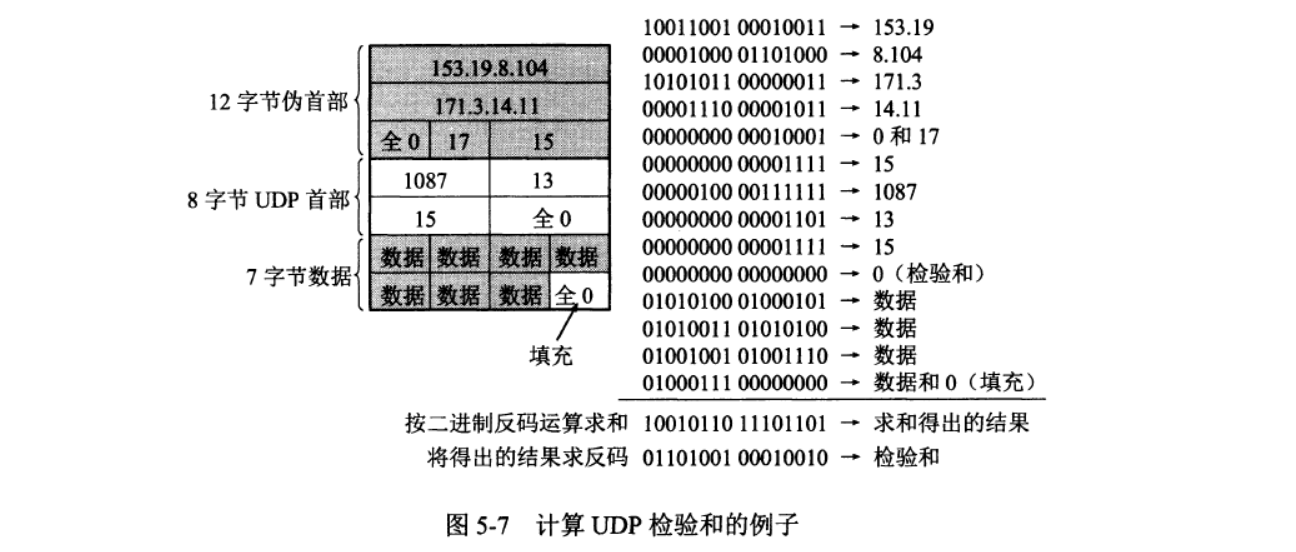 12 字节伪首部
153.19.8.104
171.3.14.11
全 0 17 15
8 字节 UDP 首部
1087 13
15 全 0
7 字节数据
数据 数据 数据 数据
数据 数据 数据 全 0
填充
10011001 00010011 → 153.19
00001000 01101000 → 8.104
10101011 00000011 → 171.3
00001110 00001011 → 14.11
00000000 00010001 → 0 和 17
00000000 00001111 → 15
00000100 00111111 → 1087
00000000 00001101 → 13
00000000 00001111 → 15
00000000 00000000 → 0（检验和）
01010100 01000101 → 数据
01010011 01010100 → 数据
01001001 01001110 → 数据
01000111 00000000 → 数据和 0（填充）
按二进制反码运算求和 10010110 11101101 → 求和得出的结果
将得出的结果求反码 01101001 00010010 → 检验和
图 5-7 计算 UDP 检验和的例子